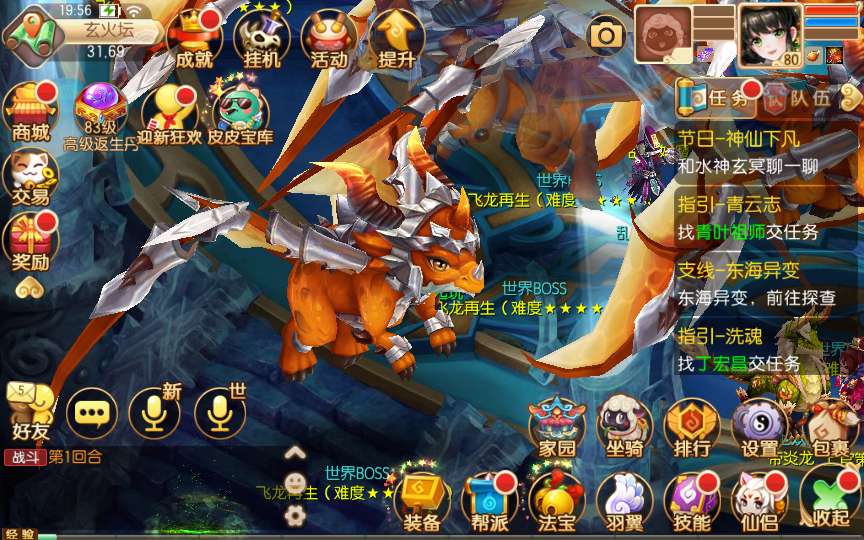 19:56
玄火坛
31,69
★★★)
成就
挂机
活动
提升
80
商城
83级
高级返生丹
迎新狂欢
皮皮宝库
任务
队伍
交易
奖励
节日-神仙下凡
和水神玄冥聊一聊
指引-青云志
找青叶祖师交任务
支线-东海异变
东海异变，前往探查
指引-洗魂
找丁宏昌交任务
世界
飞龙再生（难度 ★★★
乱
世界BOSS
飞龙再生（难度★★★★
世界
5
好友
新
世
家园
坐骑
排行
设置
包裹
战斗
第1回合
世界BOSS
飞龙再生（难度★★
装备
帮派
法宝
羽翼
技能
仙侣
收起
经验